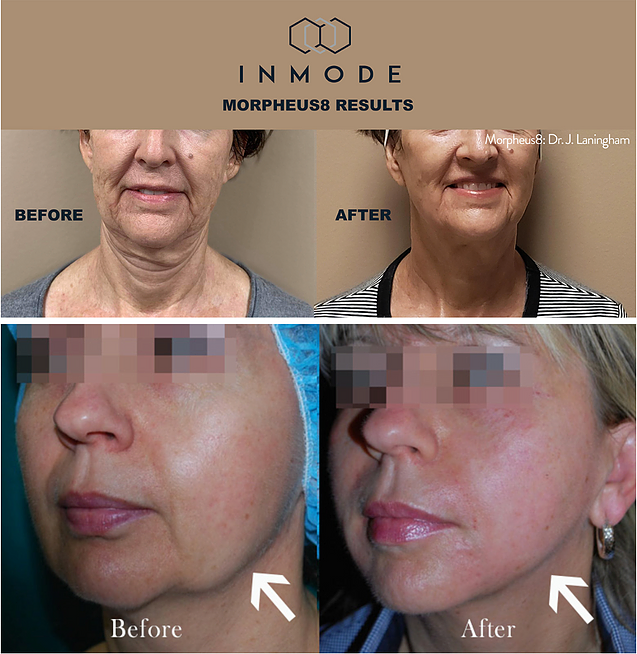 INMODE
MORPHEUS8 RESULTS
Morpheus8: Dr. J. Laningham
BEFORE
AFTER
Before
After